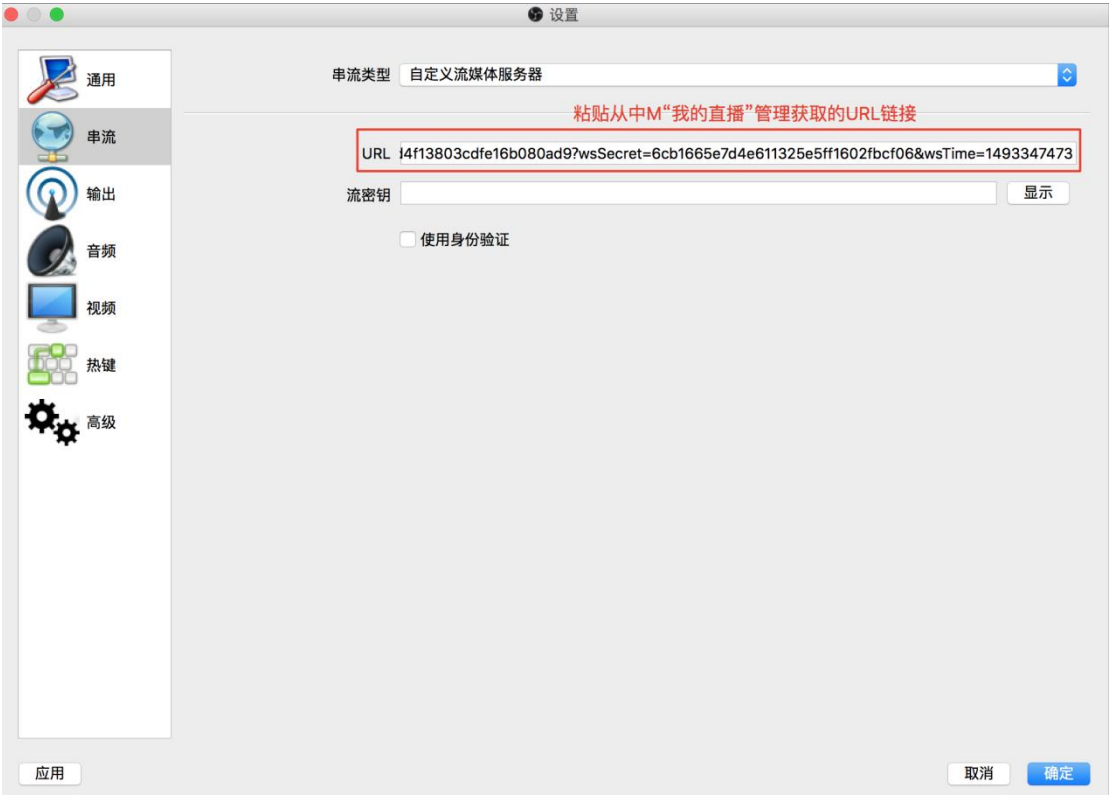 设置
通用
串流
输出
音频
视频
热键
高级
串流类型 自定义流媒体服务器
粘贴从中M“我的直播”管理获取的URL链接
URL d4f13803cdfe16b080ad9?wsSecret=6cb1665e7d4e611325e5ff1602fbcf06&wsTime=1493347473
流密钥 显示
使用身份验证
应用 取消 确定